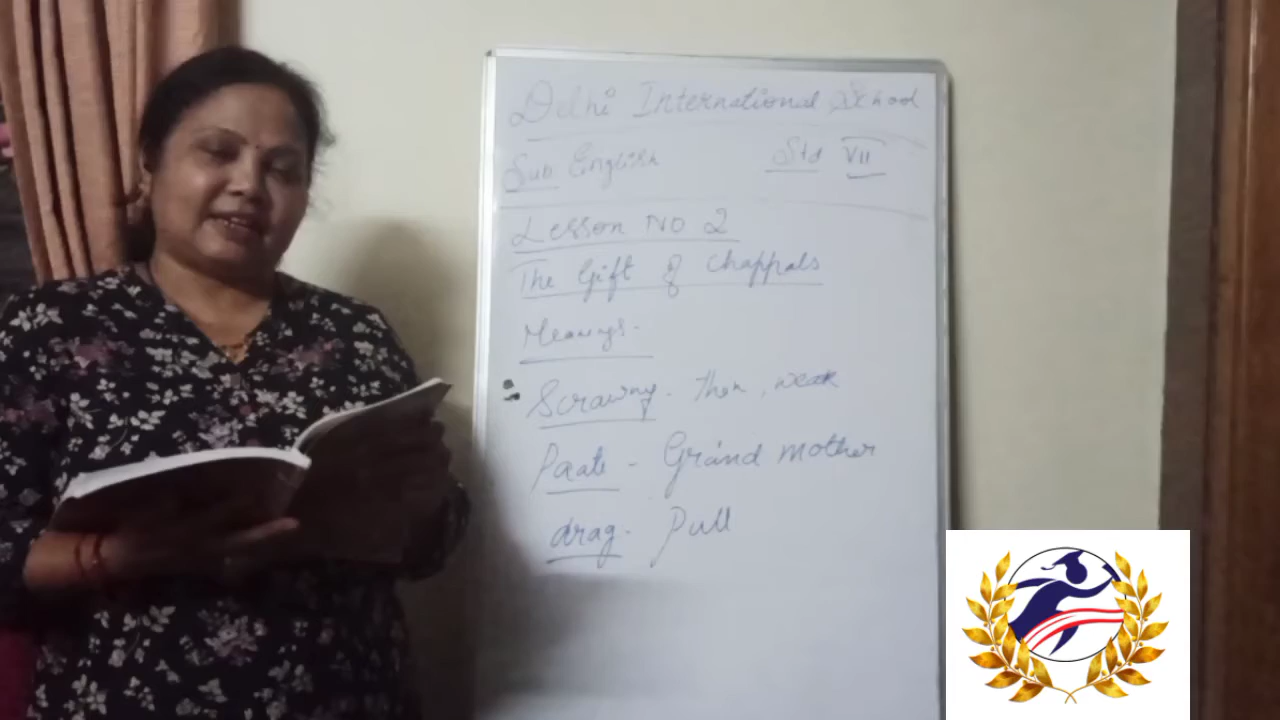 Delhi International School
Sub English Std VII
Lesson No 2
The Gift of Chappals
Meanings.
Scrawny. Thin, weak
Paati - Grand mother
drag. Pull